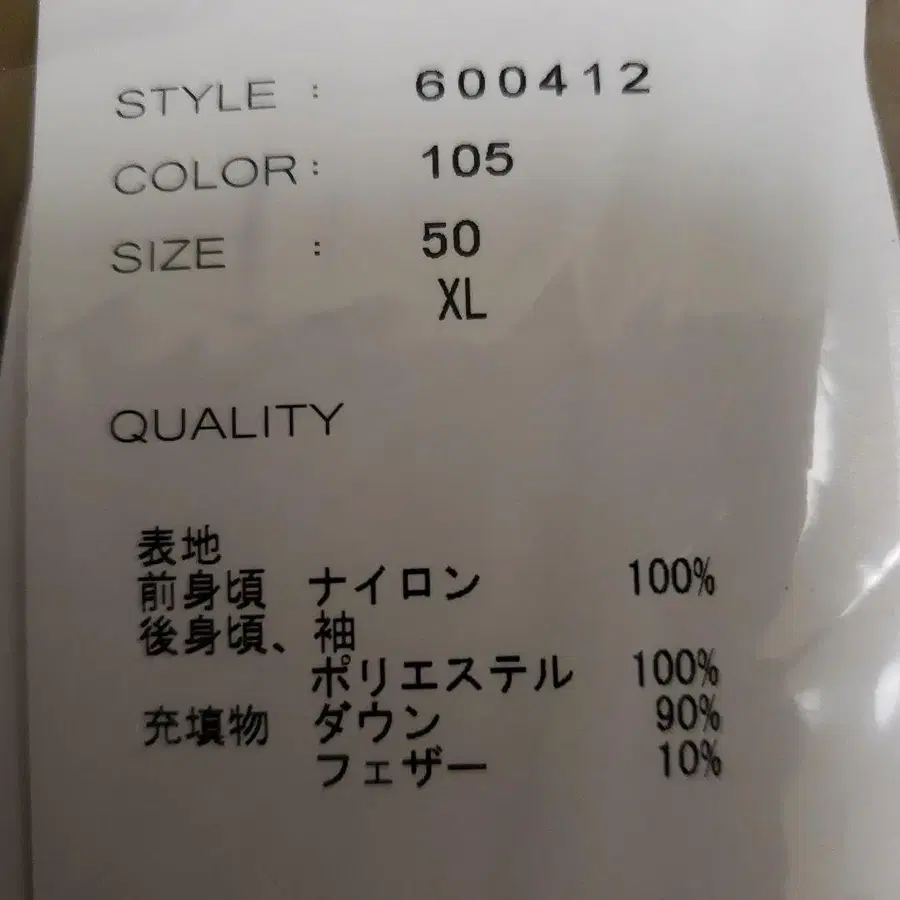 STYLE : 600412
COLOR: 105
SIZE : 50
XL
QUALITY
表地
前身頃 ナイロン 100%
後身頃、袖
ポリエステル 100%
充填物 ダウン 90%
フェザー 10%